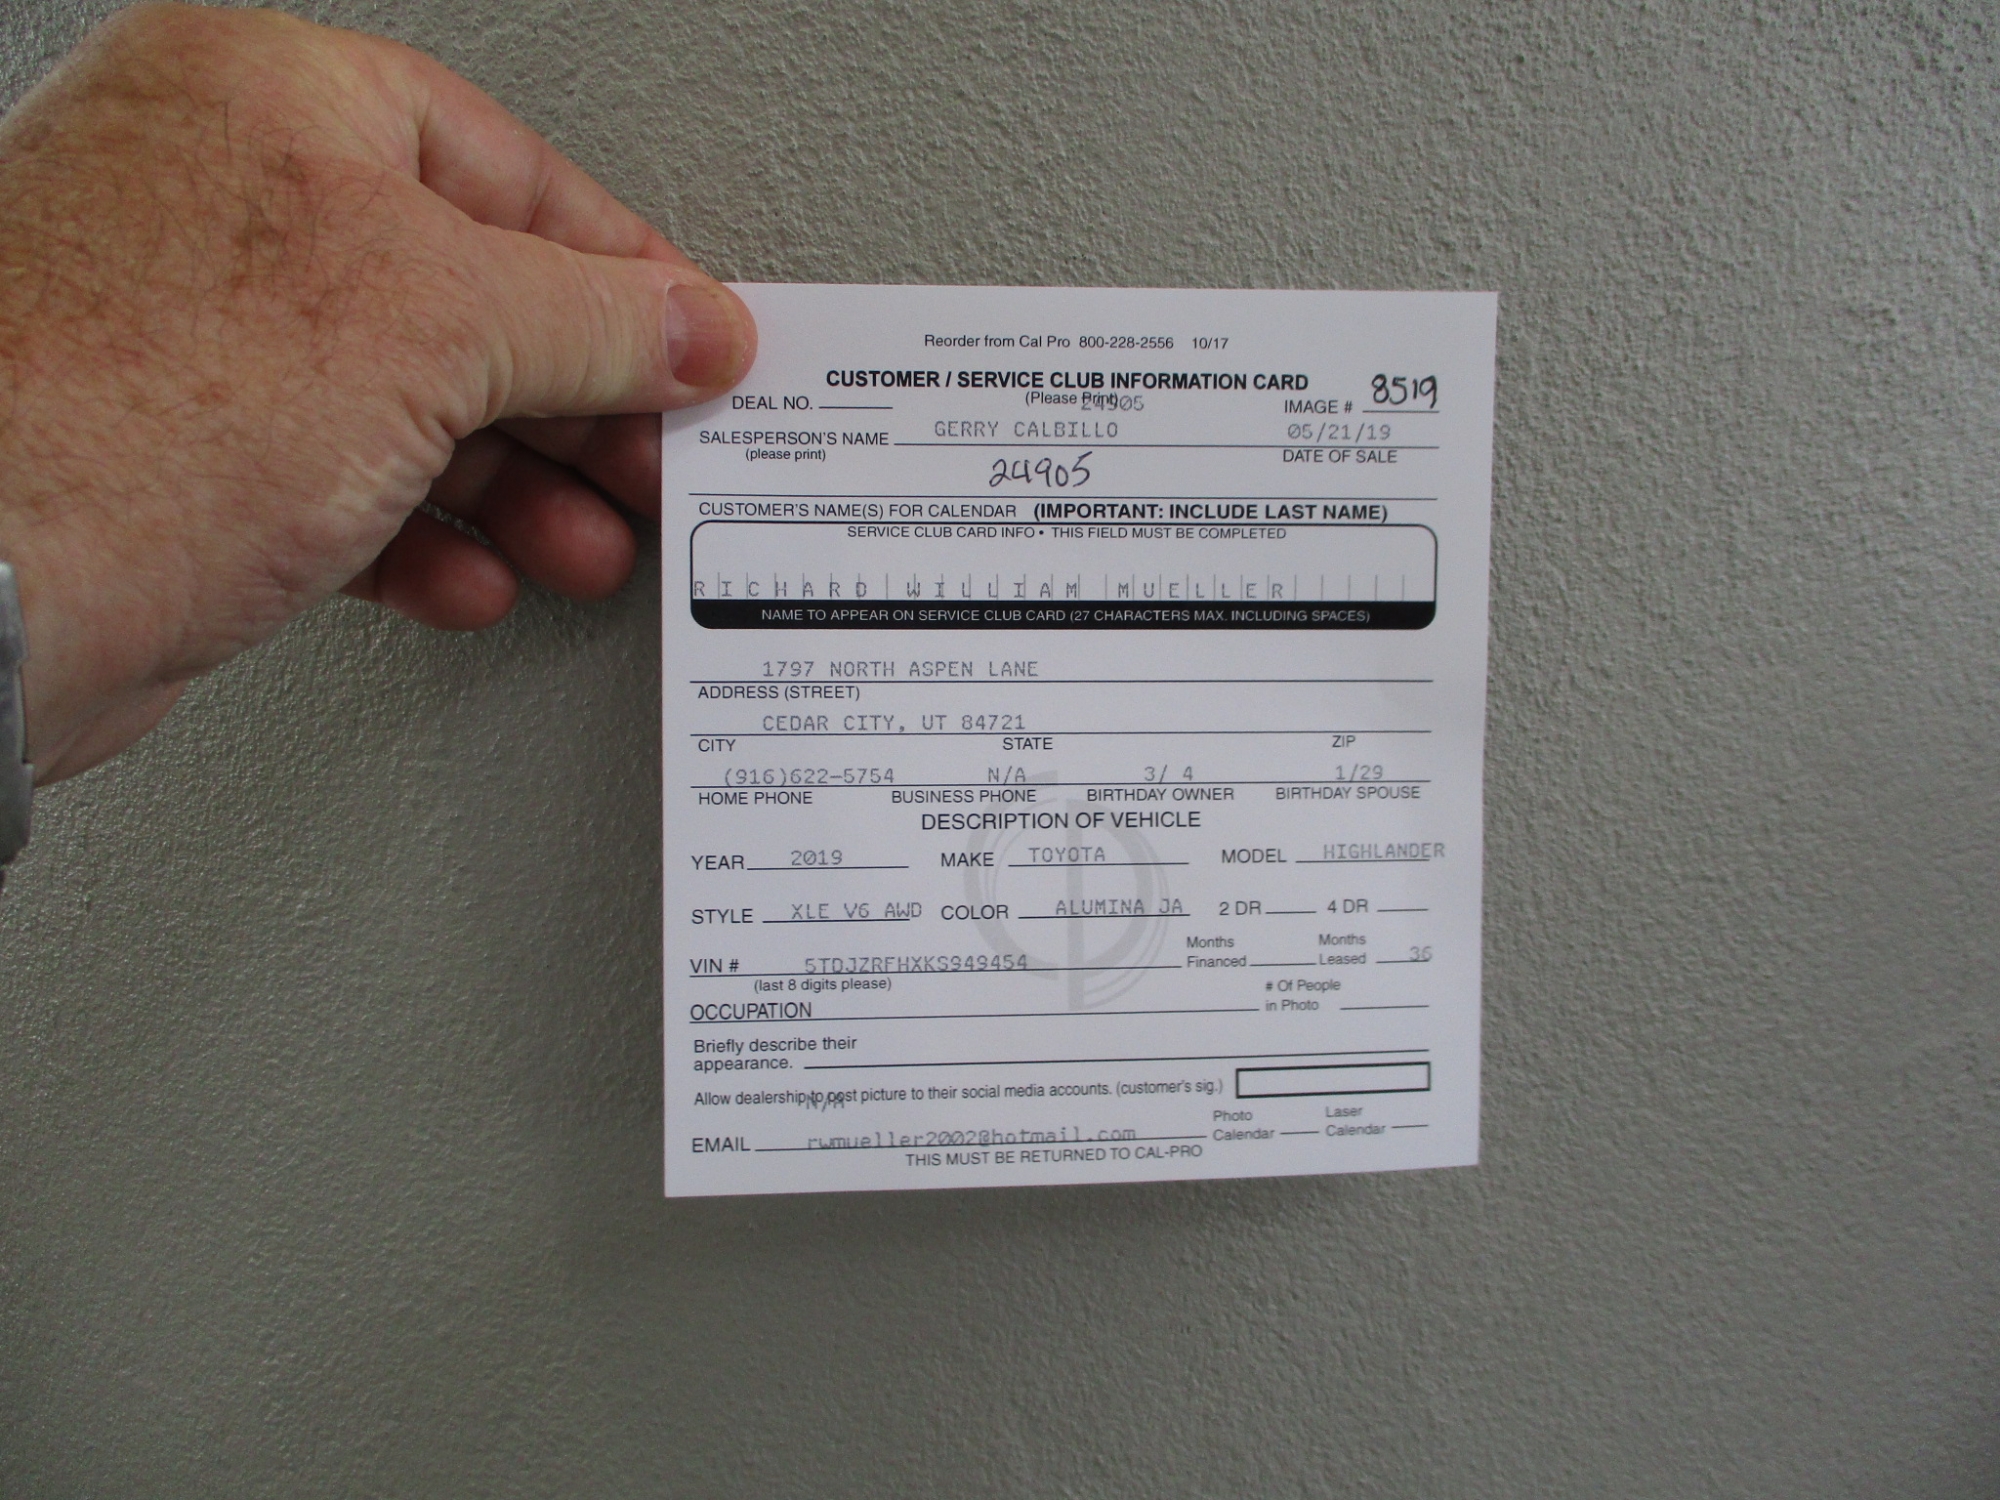 Reorder from Cal Pro 800-228-2556 10/17
CUSTOMER / SERVICE CLUB INFORMATION CARD
(Please Print)
24905
DEAL NO.
IMAGE # 8519
SALESPERSON'S NAME GERRY CALBILLO 05/21/19
(please print) DATE OF SALE
24905
CUSTOMER'S NAME(S) FOR CALENDAR (IMPORTANT: INCLUDE LAST NAME)
SERVICE CLUB CARD INFO • THIS FIELD MUST BE COMPLETED
RICHARD WILLIAM MUELLER
NAME TO APPEAR ON SERVICE CLUB CARD (27 CHARACTERS MAX. INCLUDING SPACES)
1797 NORTH ASPEN LANE
ADDRESS (STREET)
CEDAR CITY, UT 84721
CITY STATE ZIP
(916)622-5754 N/A 3/ 4 1/29
HOME PHONE BUSINESS PHONE BIRTHDAY OWNER BIRTHDAY SPOUSE
DESCRIPTION OF VEHICLE
YEAR 2019 MAKE TOYOTA MODEL HIGHLANDER
STYLE XLE V6 AWD COLOR ALUMINA JA 2 DR 4 DR
VIN # 5TDJZRFHXKS949454 Months Financed Months Leased 36
(last 8 digits please)
OCCUPATION # Of People in Photo
Briefly describe their
appearance.
Allow dealership to post picture to their social media accounts. (customer's sig.)
N/A
EMAIL rwmueller2002@hotmail.com Photo Calendar Laser Calendar
THIS MUST BE RETURNED TO CAL-PRO